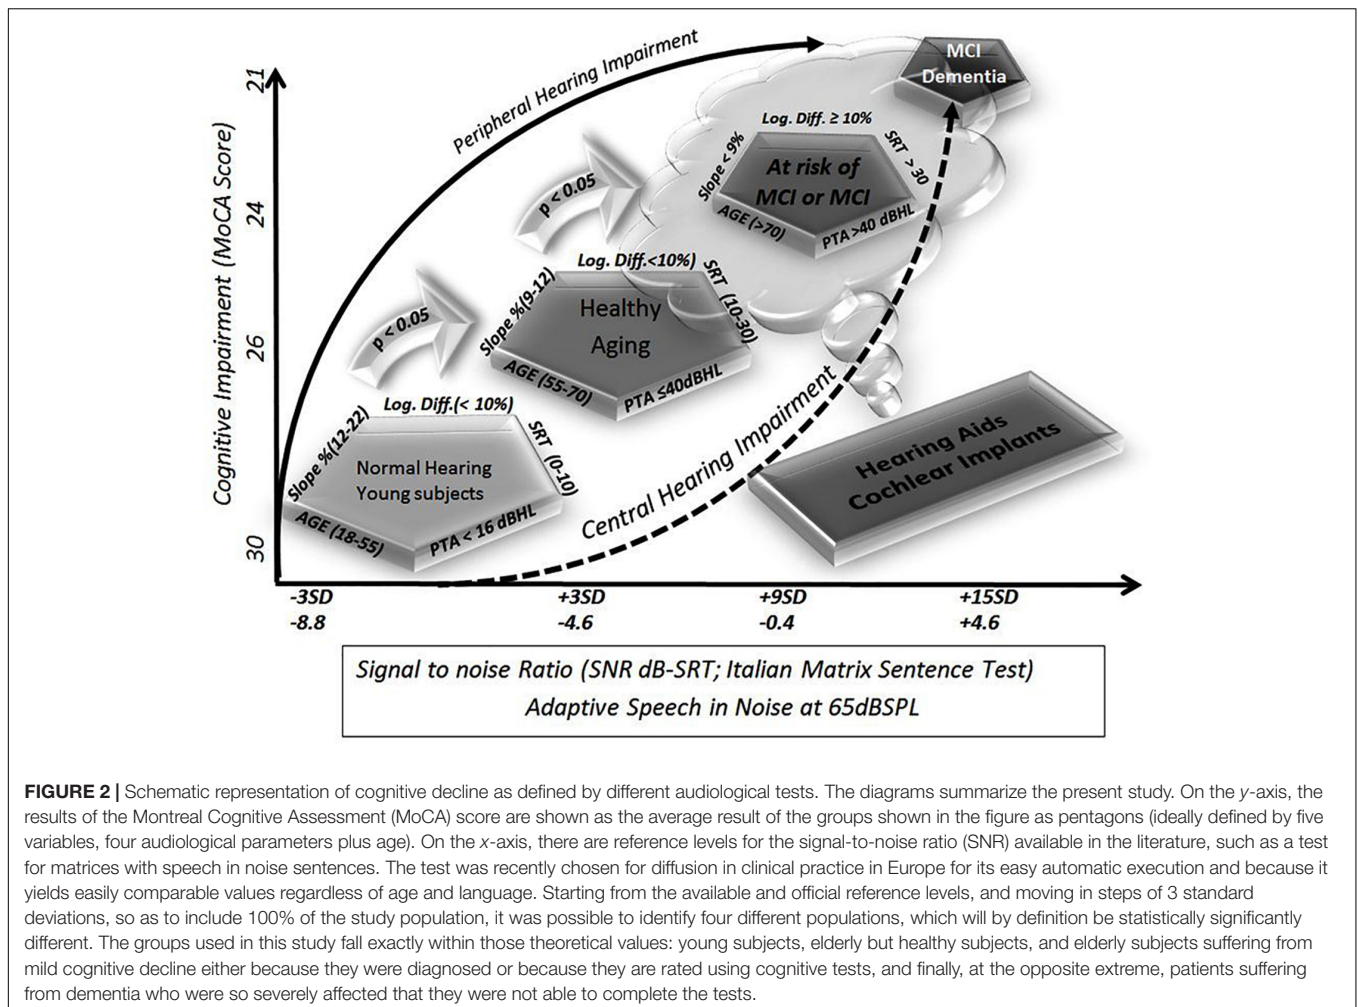 Peripheral Hearing Impairment
MCI
Dementia
21
24
26
30
Cognitive Impairment (MoCA Score)
Log. Diff. ≥ 10%
Slope < 9%
SRT > 30
At risk of
MCI or MCI
AGE (>70)
PTA >40 dBHL
p < 0.05
Log. Diff.<10%)
Slope %(9-12)
SRT (10-30)
Healthy
Aging
AGE (55-70)
PTA ≤40dBHL
p < 0.05
Log. Diff.(< 10%)
Slope %(12-22)
SRT (0-10)
Normal Hearing
Young subjects
AGE (18-55)
PTA < 16 dBHL
Central Hearing Impairment
Hearing Aids
Cochlear Implants
-3SD +3SD +9SD +15SD
-8.8 -4.6 -0.4 +4.6
Signal to noise Ratio (SNR dB-SRT; Italian Matrix Sentence Test)
Adaptive Speech in Noise at 65dBSPL
FIGURE 2 | Schematic representation of cognitive decline as defined by different audiological tests. The diagrams summarize the present study. On the y-axis, the
results of the Montreal Cognitive Assessment (MoCA) score are shown as the average result of the groups shown in the figure as pentagons (ideally defined by five
variables, four audiological parameters plus age). On the x-axis, there are reference levels for the signal-to-noise ratio (SNR) available in the literature, such as a test
for matrices with speech in noise sentences. The test was recently chosen for diffusion in clinical practice in Europe for its easy automatic execution and because it
yields easily comparable values regardless of age and language. Starting from the available and official reference levels, and moving in steps of 3 standard
deviations, so as to include 100% of the study population, it was possible to identify four different populations, which will by definition be statistically significantly
different. The groups used in this study fall exactly within those theoretical values: young subjects, elderly but healthy subjects, and elderly subjects suffering from
mild cognitive decline either because they were diagnosed or because they are rated using cognitive tests, and finally, at the opposite extreme, patients suffering
from dementia who were so severely affected that they were not able to complete the tests.